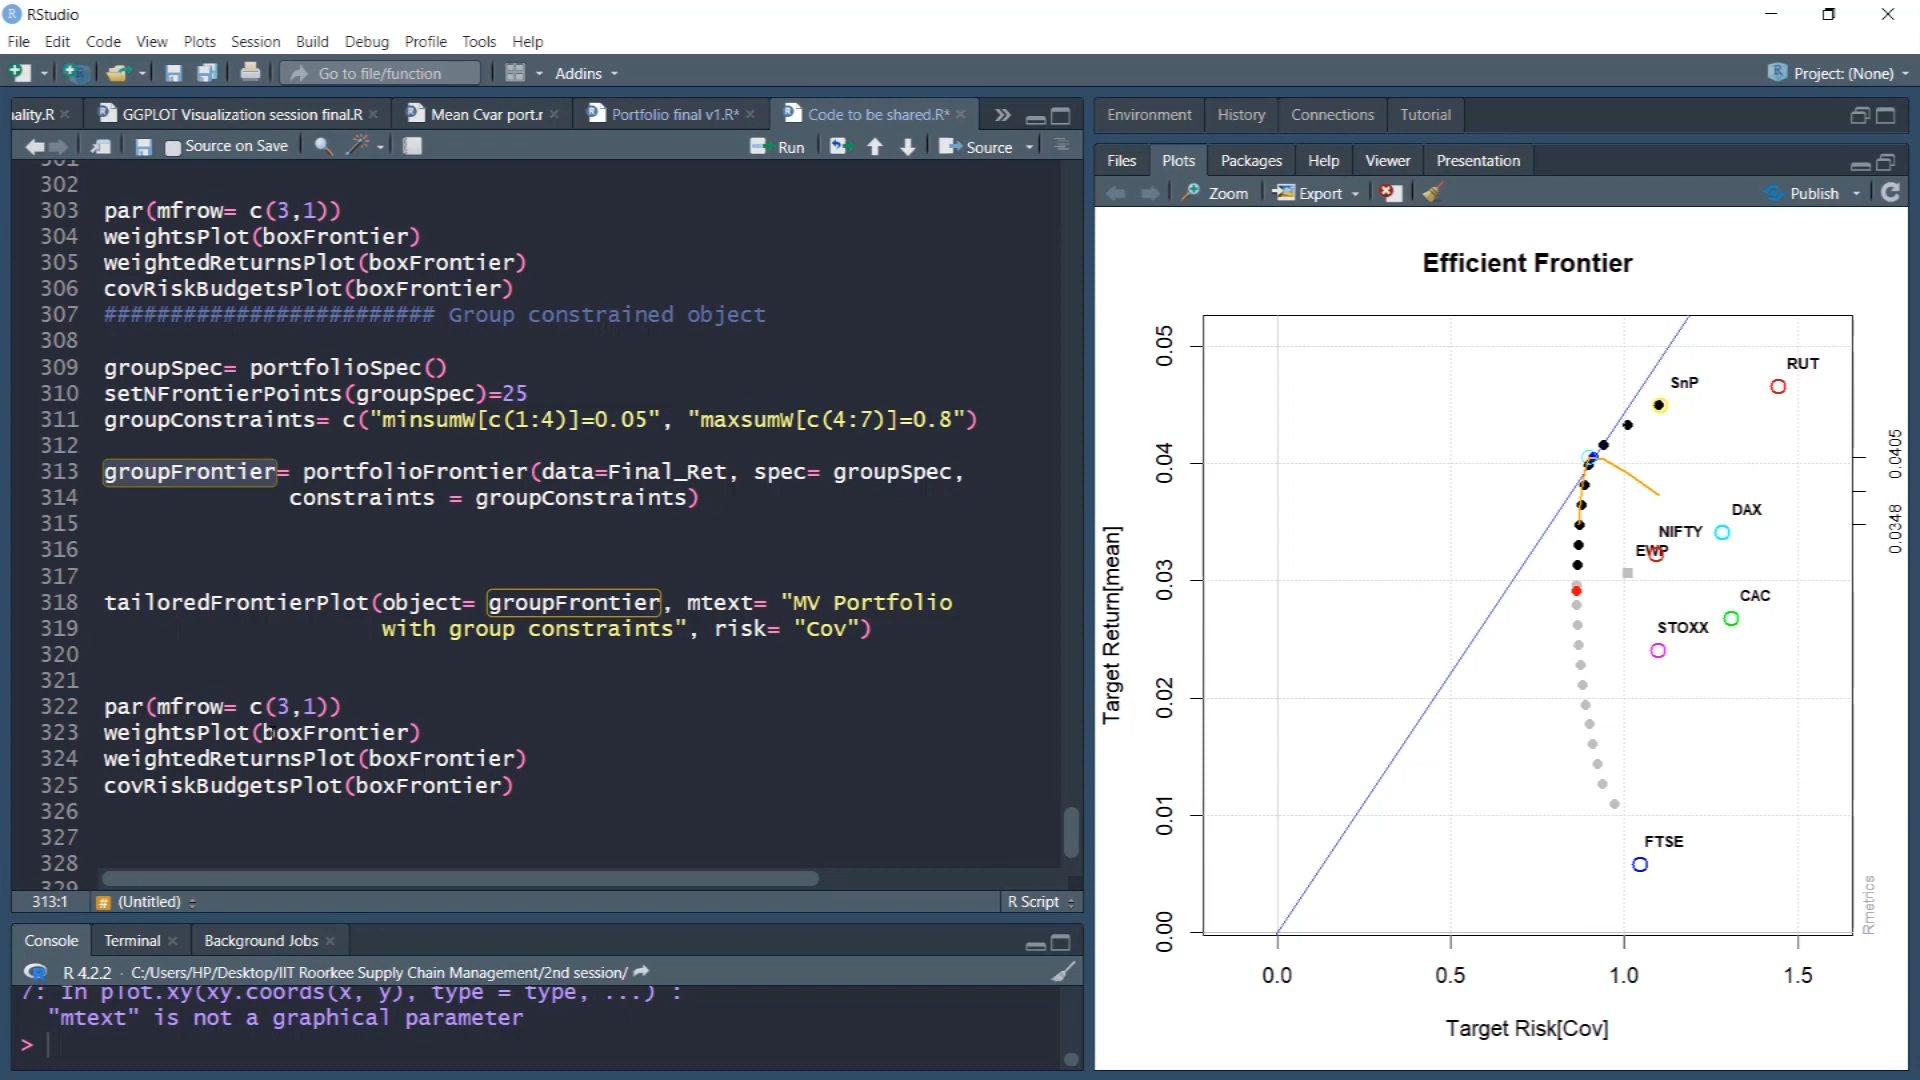 RStudio
File Edit Code View Plots Session Build Debug Profile Tools Help
Go to file/function Addins Project: (None)
ality.R GGPLOT Visualization session final.R Mean Cvar port.r Portfolio final v1.R* Code to be shared.R*
Source on Save Run Source
301
302
303 par(mfrow= c(3,1))
304 weightsPlot(boxFrontier)
305 weightedReturnsPlot(boxFrontier)
306 covRiskBudgetsPlot(boxFrontier)
307 ######################### Group constrained object
308
309 groupSpec= portfolioSpec()
310 setNFrontierPoints(groupSpec)=25
311 groupConstraints= c("minsumW[c(1:4)]=0.05", "maxsumW[c(4:7)]=0.8")
312
313 groupFrontier= portfolioFrontier(data=Final_Ret, spec= groupSpec,
314 constraints = groupConstraints)
315
316
317
318 tailoredFrontierPlot(object= groupFrontier, mtext= "MV Portfolio
319 with group constraints", risk= "Cov")
320
321
322 par(mfrow= c(3,1))
323 weightsPlot(boxFrontier)
324 weightedReturnsPlot(boxFrontier)
325 covRiskBudgetsPlot(boxFrontier)
326
327
328
329
313:1 # (Untitled) R Script
Console Terminal Background Jobs
R 4.2.2 · C:/Users/HP/Desktop/IIT Roorkee Supply Chain Management/2nd session/
7: In plot.xy(xy.coords(x, y), type = type, ...) :
"mtext" is not a graphical parameter
>
Environment History Connections Tutorial
Files Plots Packages Help Viewer Presentation
Zoom Export Publish
Efficient Frontier
0.05
0.04
0.03
0.02
0.01
0.00
Target Return[mean]
RUT
SnP
DAX
NIFTY
EWP
CAC
STOXX
FTSE
0.0405
0.0348
Rmetrics
0.0 0.5 1.0 1.5
Target Risk[Cov]